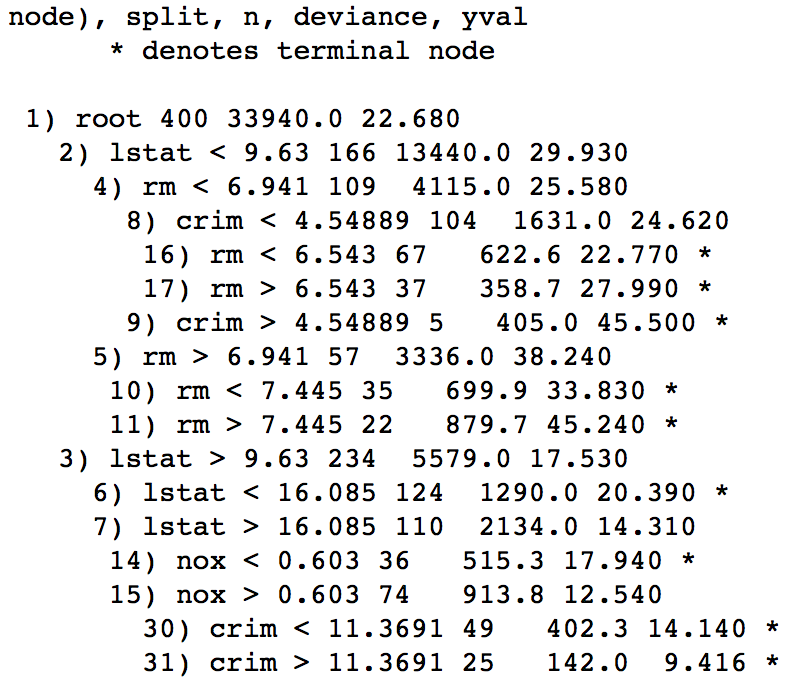 node), split, n, deviance, yval
* denotes terminal node
1) root 400 33940.0 22.680
2) lstat < 9.63 166 13440.0 29.930
4) rm < 6.941 109 4115.0 25.580
8) crim < 4.54889 104 1631.0 24.620
16) rm < 6.543 67 622.6 22.770 *
17) rm > 6.543 37 358.7 27.990 *
9) crim > 4.54889 5 405.0 45.500 *
5) rm > 6.941 57 3336.0 38.240
10) rm < 7.445 35 699.9 33.830 *
11) rm > 7.445 22 879.7 45.240 *
3) lstat > 9.63 234 5579.0 17.530
6) lstat < 16.085 124 1290.0 20.390 *
7) lstat > 16.085 110 2134.0 14.310
14) nox < 0.603 36 515.3 17.940 *
15) nox > 0.603 74 913.8 12.540
30) crim < 11.3691 49 402.3 14.140 *
31) crim > 11.3691 25 142.0 9.416 *